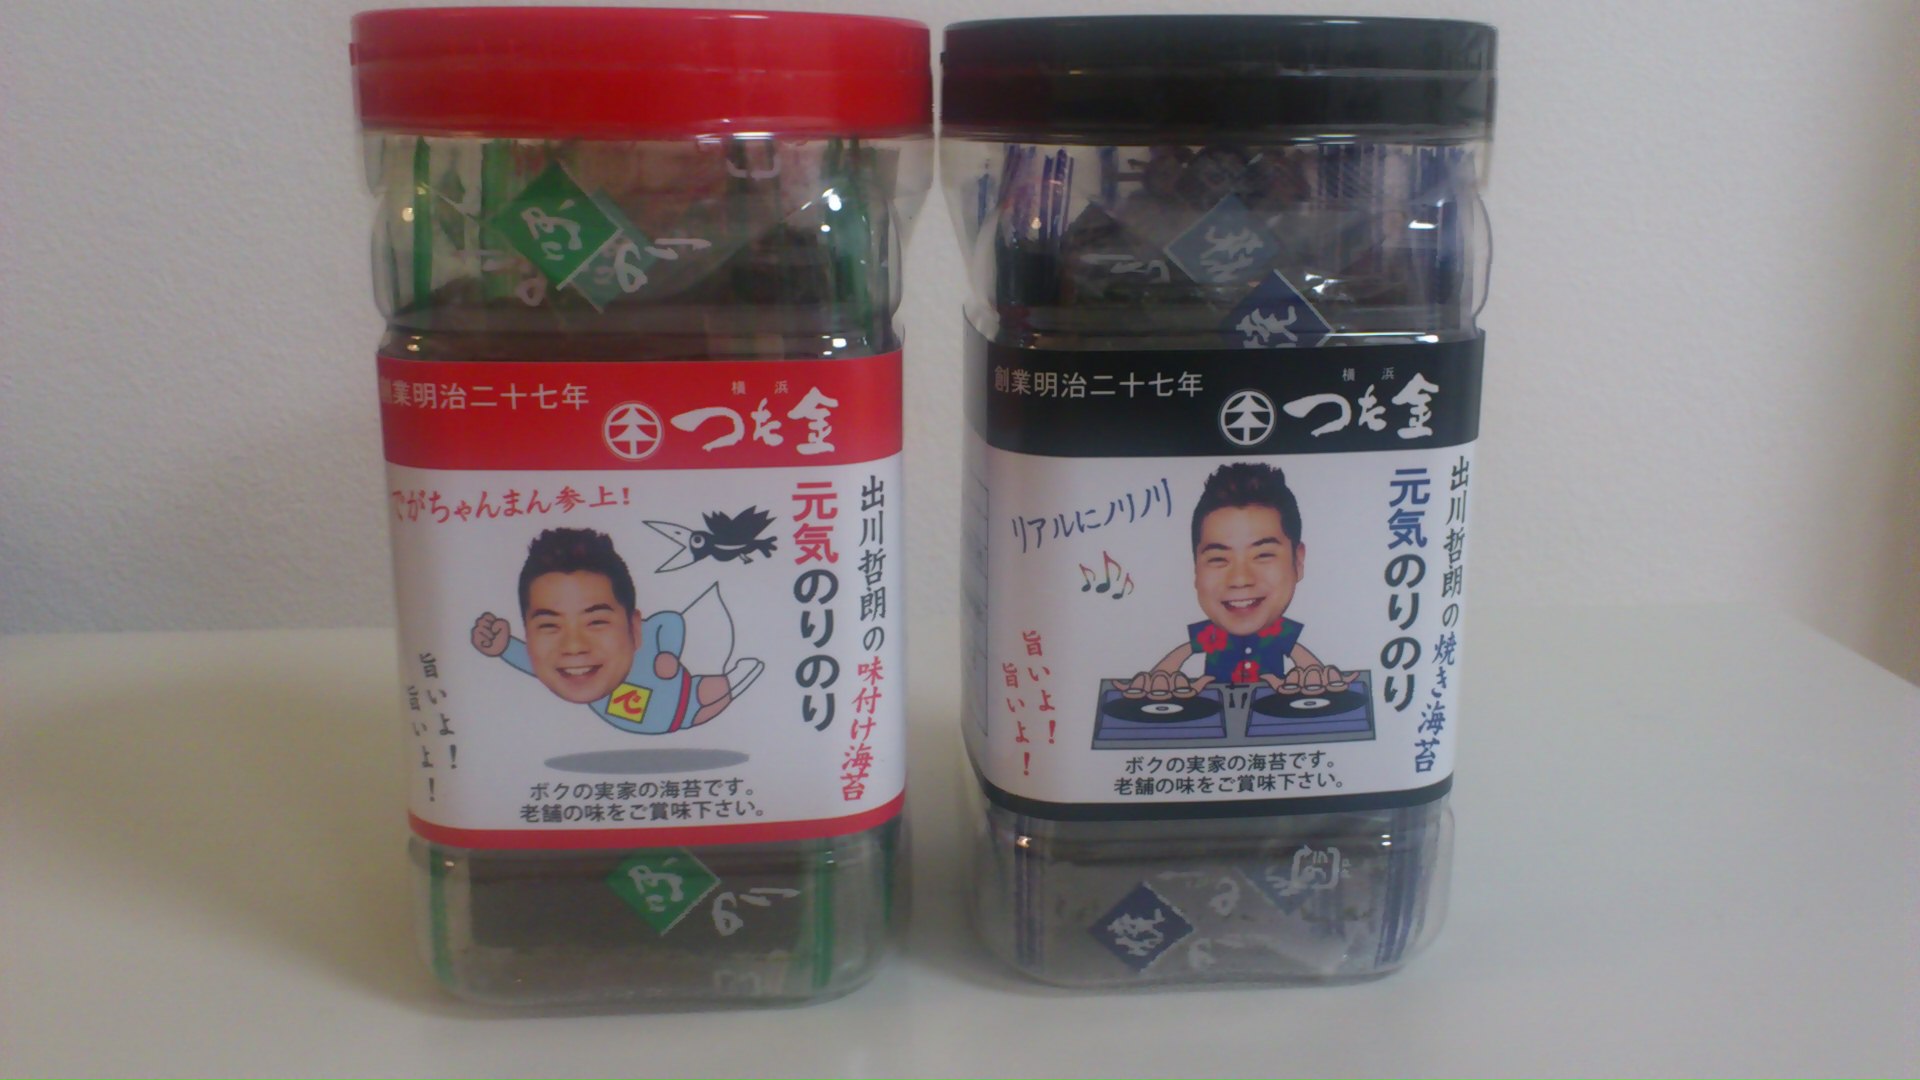 創業明治二十七年
横浜
つた金
でがちゃんまん参上!
出川哲朗の味付け海苔
元気のりのり
旨いよ!
旨いよ!
ボクの実家の海苔です。
老舗の味をご賞味下さい。
のり
創業明治二十七年
横浜
つた金
リアルにノリノリ
出川哲朗の焼き海苔
元気のりのり
旨いよ!
旨いよ!
ボクの実家の海苔です。
老舗の味をご賞味下さい。
焼
焼